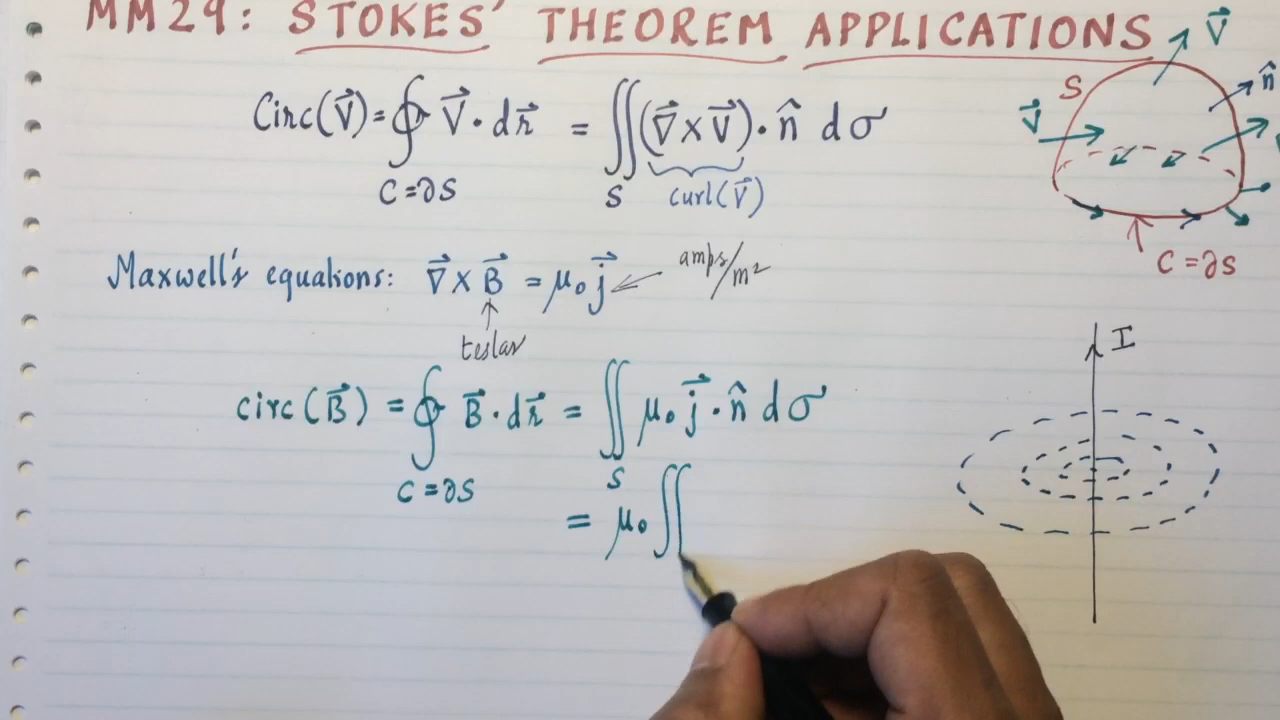 MM29: STOKES' THEOREM APPLICATIONS
Circ(V⃗) = ∮ V⃗ · dr⃗ = ∬ (∇⃗ × V⃗) · n̂ dσ
C = ∂S S curl(V⃗)
V⃗
S
n̂
V⃗
C = ∂S
Maxwell's equations: ∇⃗ × B⃗ = μ₀ j⃗ amps/m²
teslas
I
circ(B⃗) = ∮ B⃗ · dr⃗ = ∬ μ₀ j⃗ · n̂ dσ
C = ∂S S
= μ₀ ∬